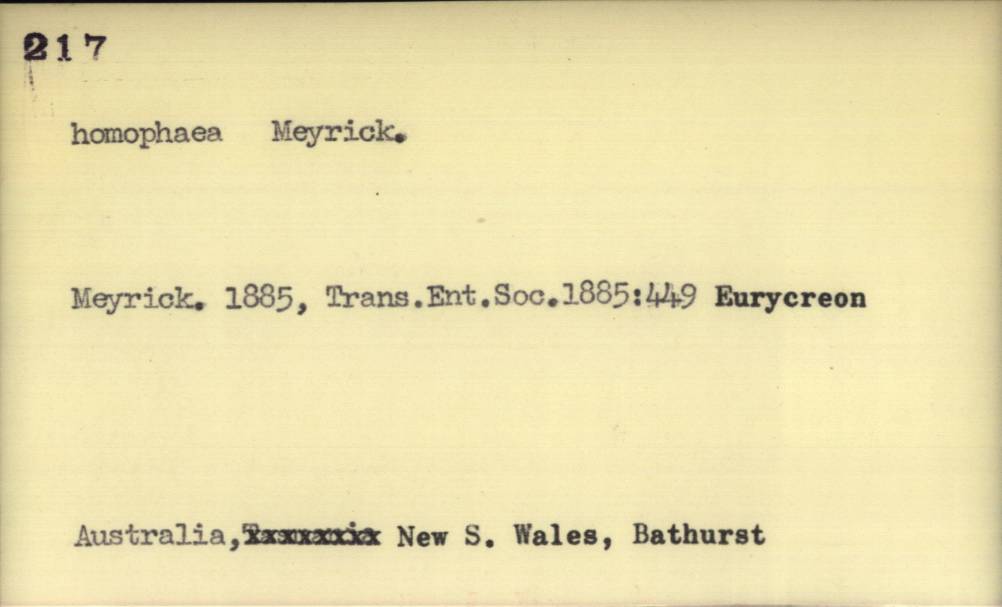 217
homophaea Meyrick.
Meyrick. 1885, Trans.Ent.Soc.1885:449 Eurycreon
Australia, New S. Wales, Bathurst